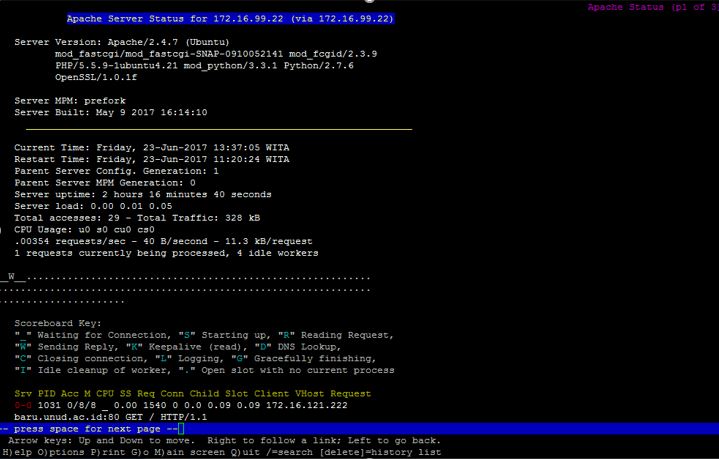 Apache Status (p1 of 3)
Apache Server Status for 172.16.99.22 (via 172.16.99.22)
Server Version: Apache/2.4.7 (Ubuntu)
mod_fastcgi/mod_fastcgi-SNAP-0910052141 mod_fcgid/2.3.9
PHP/5.5.9-1ubuntu4.21 mod_python/3.3.1 Python/2.7.6
OpenSSL/1.0.1f
Server MPM: prefork
Server Built: May 9 2017 16:14:10
Current Time: Friday, 23-Jun-2017 13:37:05 WITA
Restart Time: Friday, 23-Jun-2017 11:20:24 WITA
Parent Server Config. Generation: 1
Parent Server MPM Generation: 0
Server uptime: 2 hours 16 minutes 40 seconds
Server load: 0.00 0.01 0.05
Total accesses: 29 - Total Traffic: 328 kB
CPU Usage: u0 s0 cu0 cs0
.00354 requests/sec - 40 B/second - 11.3 kB/request
1 requests currently being processed, 4 idle workers
__W__...........................................................
................................................................
......................
Scoreboard Key:
"_" Waiting for Connection, "S" Starting up, "R" Reading Request,
"W" Sending Reply, "K" Keepalive (read), "D" DNS Lookup,
"C" Closing connection, "L" Logging, "G" Gracefully finishing,
"I" Idle cleanup of worker, "." Open slot with no current process
Srv PID Acc M CPU SS Req Conn Child Slot Client VHost Request
0-0 1031 0/8/8 _ 0.00 1540 0 0.0 0.09 0.09 172.16.121.222
baru.unud.ac.id:80 GET / HTTP/1.1
-- press space for next page --
Arrow keys: Up and Down to move. Right to follow a link; Left to go back.
H)elp O)ptions P)rint G)o M)ain screen Q)uit /=search [delete]=history list